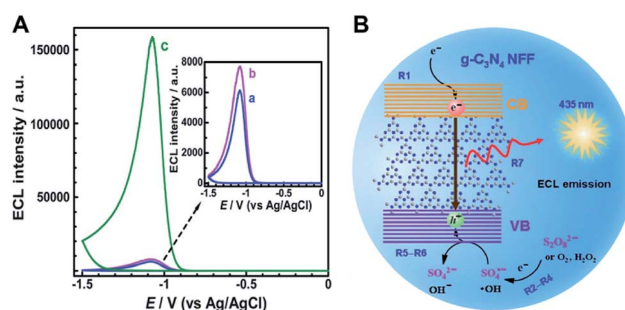 A
ECL intensity / a.u.
150000
100000
50000
c
-1.5
-1.0
-0.5
0
E / V (vs Ag/AgCl)
ECL intensity / a.u.
8000
6000
4000
2000
0
b
a
-1.5
-1
-0.5
0
E / V (vs Ag/AgCl)
B
g-C₃N₄ NFF
e⁻
R1
CB
e⁻
435 nm
R7
ECL emission
h⁺
VB
R5–R6
S₂O₈²⁻
or O₂, H₂O₂
e⁻
R2–R4
SO₄²⁻
OH⁻
SO₄•⁻
•OH